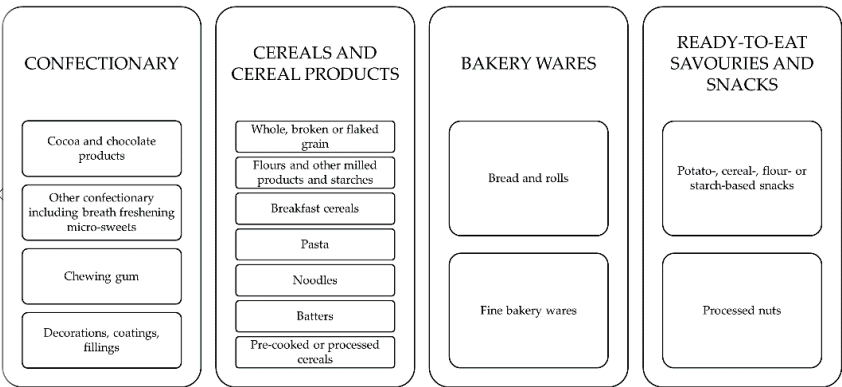 CONFECTIONARY
Cocoa and chocolate
products
Other confectionary
including breath freshening
micro-sweets
Chewing gum
Decorations, coatings,
fillings
CEREALS AND
CEREAL PRODUCTS
Whole, broken or flaked
grain
Flours and other milled
products and starches
Breakfast cereals
Pasta
Noodles
Batters
Pre-cooked or processed
cereals
BAKERY WARES
Bread and rolls
Fine bakery wares
READY-TO-EAT
SAVOURIES AND
SNACKS
Potato-, cereal-, flour- or
starch-based snacks
Processed nuts